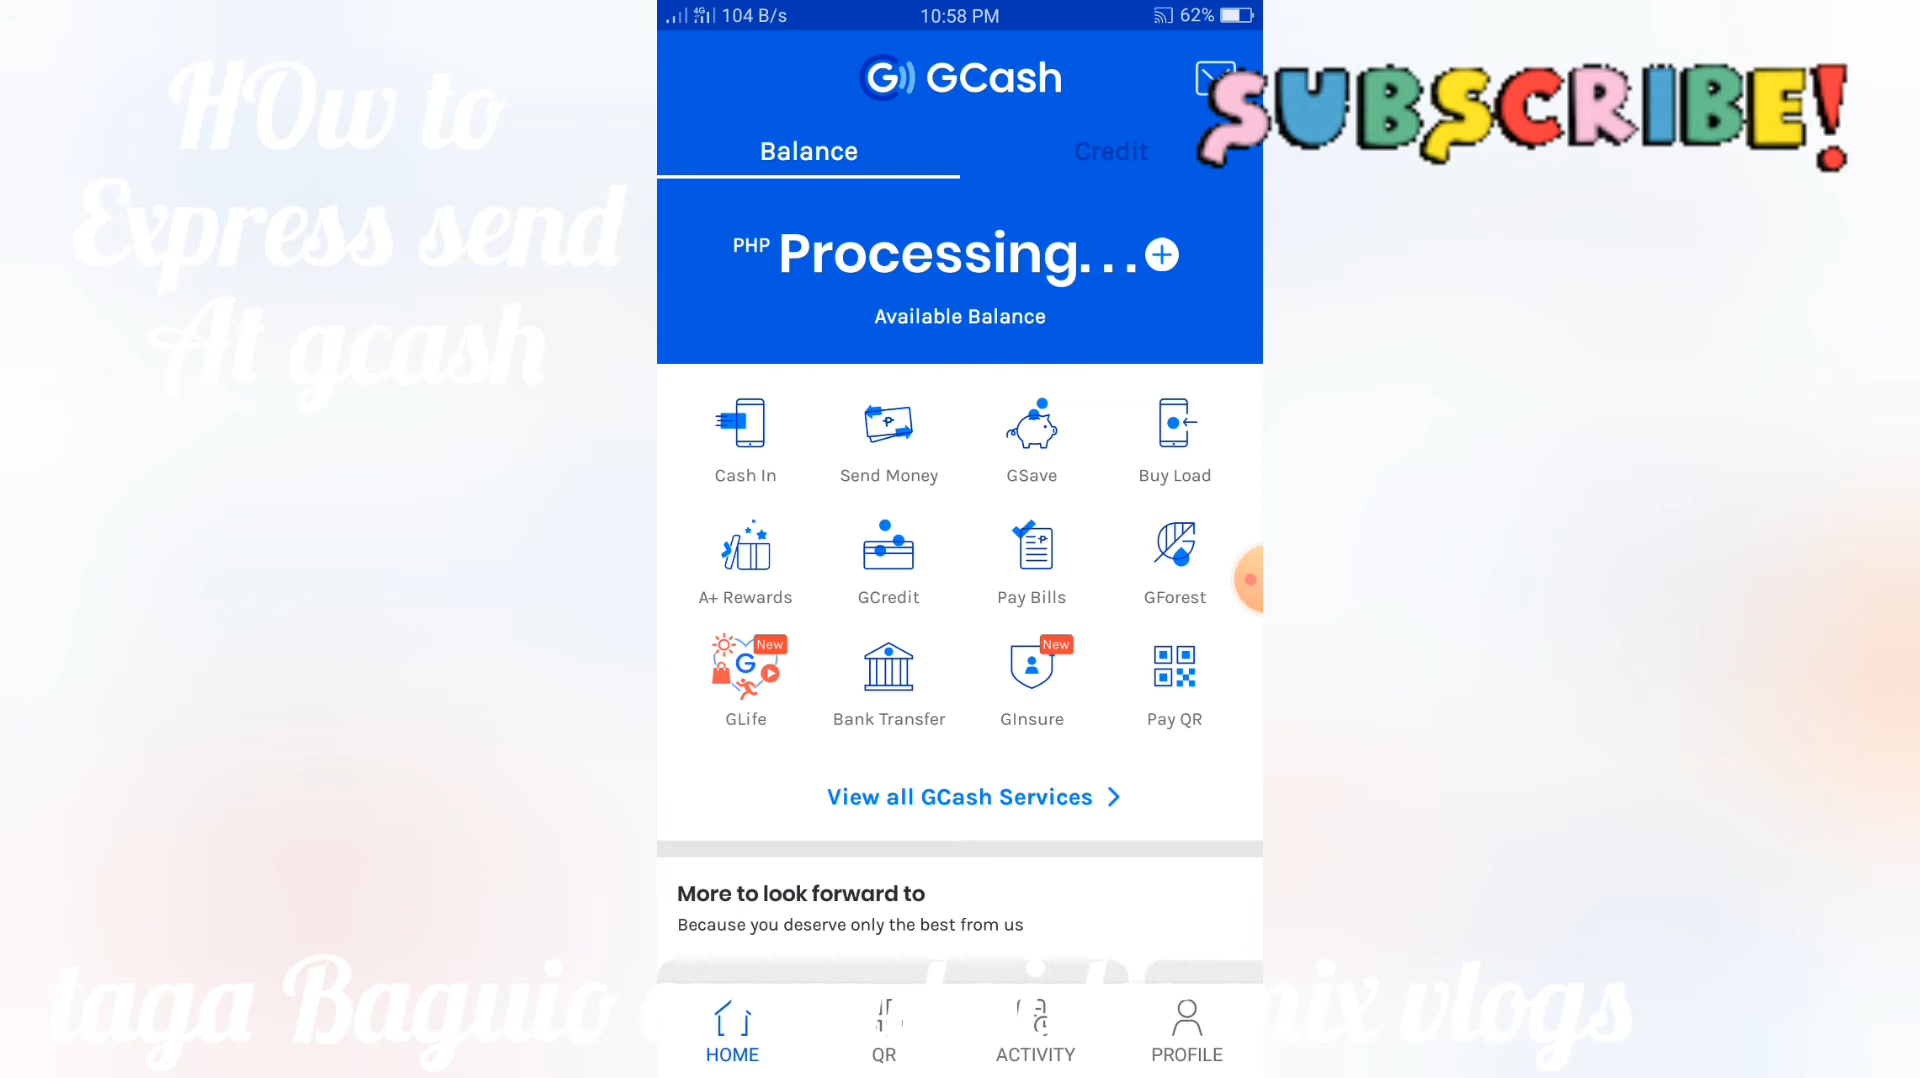 104 B/s 10:58 PM 62%
HOw to
Express send
At gcash
G GCash
SUBSCRIBE!
Balance Credit
PHP Processing...
Available Balance
Cash In Send Money GSave Buy Load
A+ Rewards GCredit Pay Bills GForest
New New
GLife Bank Transfer GInsure Pay QR
View all GCash Services
More to look forward to
Because you deserve only the best from us
taga Baguio mix vlogs
HOME QR ACTIVITY PROFILE